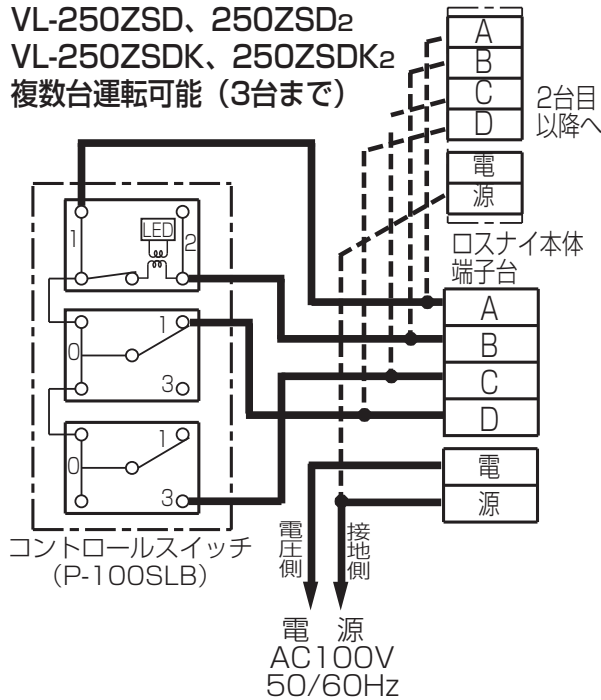 VL-250ZSD、250ZSD2
VL-250ZSDK、250ZSDK2
複数台運転可能（3台まで）
A
B
C
D
2台目
以降へ
電
源
ロスナイ本体
端子台
1
LED
2
0
1
3
0
1
3
A
B
C
D
電
源
コントロールスイッチ
（P-100SLB）
電圧側
接地側
電　源
AC100V
50/60Hz